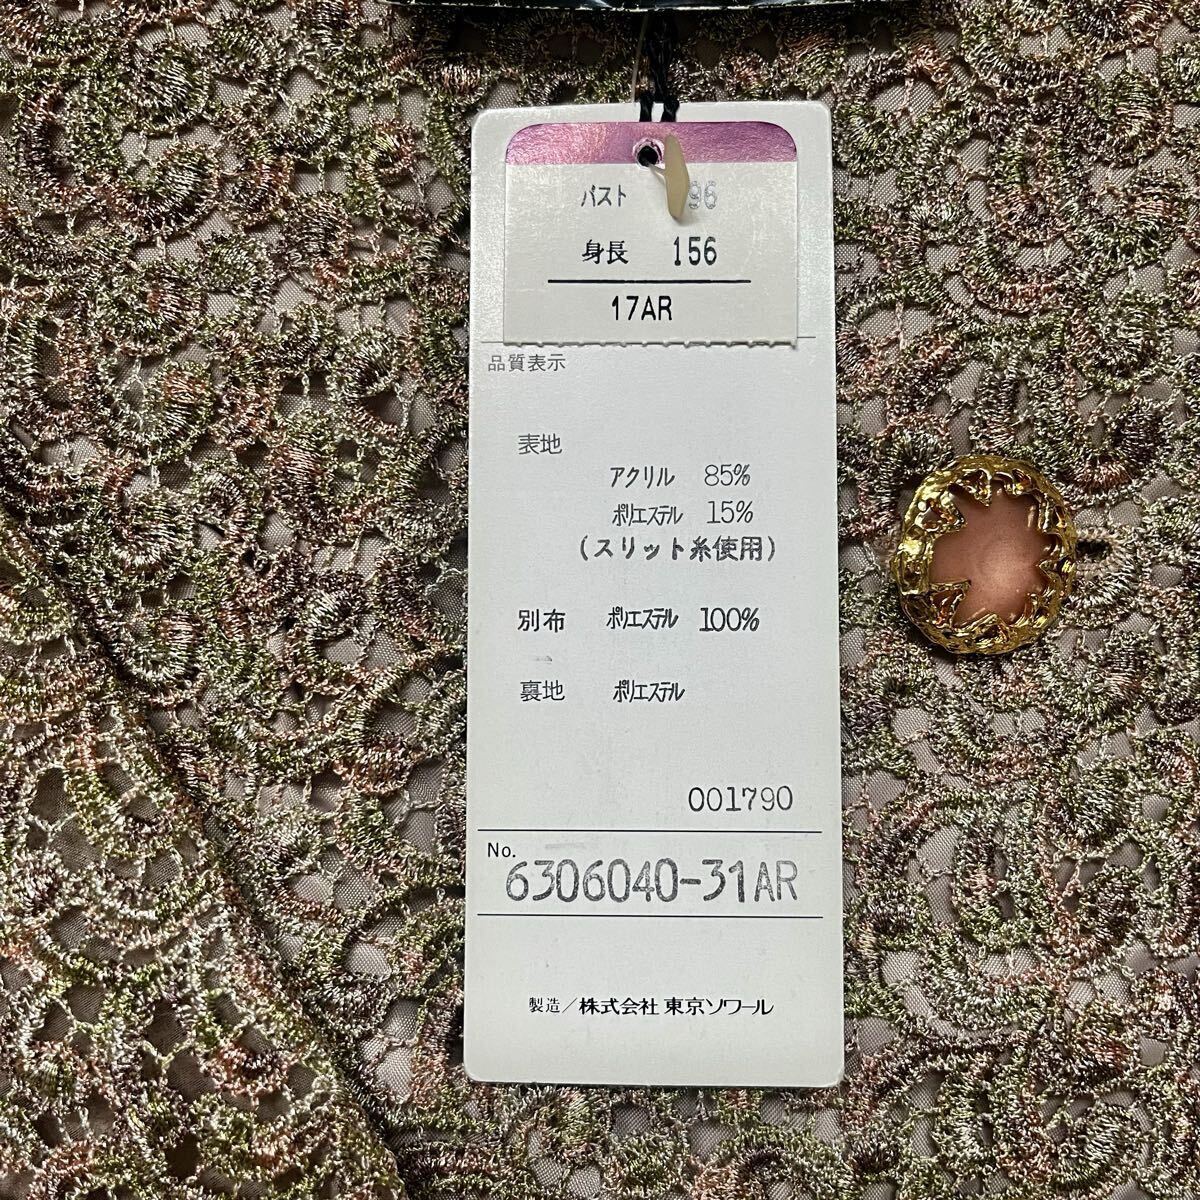 バスト 96
身長 156
17AR
品質表示
表地
アクリル 85%
ポリエステル 15%
(スリット糸使用)
別布 ポリエステル 100%
裏地 ポリエステル
001790
No.
6306040-31AR
製造/株式会社 東京ソワール